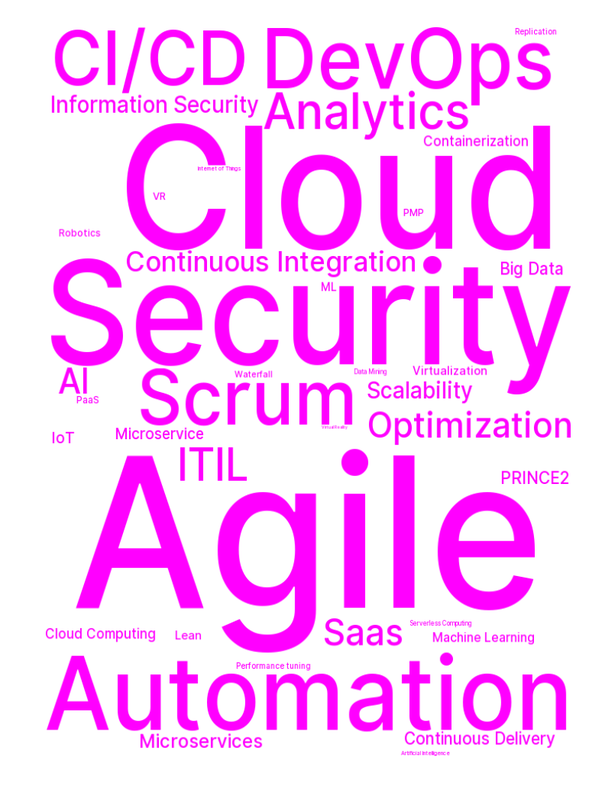 Replication
CI/CD DevOps
Information Security Analytics
Containerization
Cloud
Internet of Things
VR
PMP
Robotics
Continuous Integration
Big Data
Security
ML
AI
Scrum
Waterfall
Data Mining
Virtualization
PaaS
Scalability
Optimization
Virtual Reality
IoT
Microservice
ITIL
PRINCE2
Agile
Saas
Serverless Computing
Cloud Computing
Lean
Machine Learning
Performance tuning
Automation
Microservices
Continuous Delivery
Artificial Intelligence